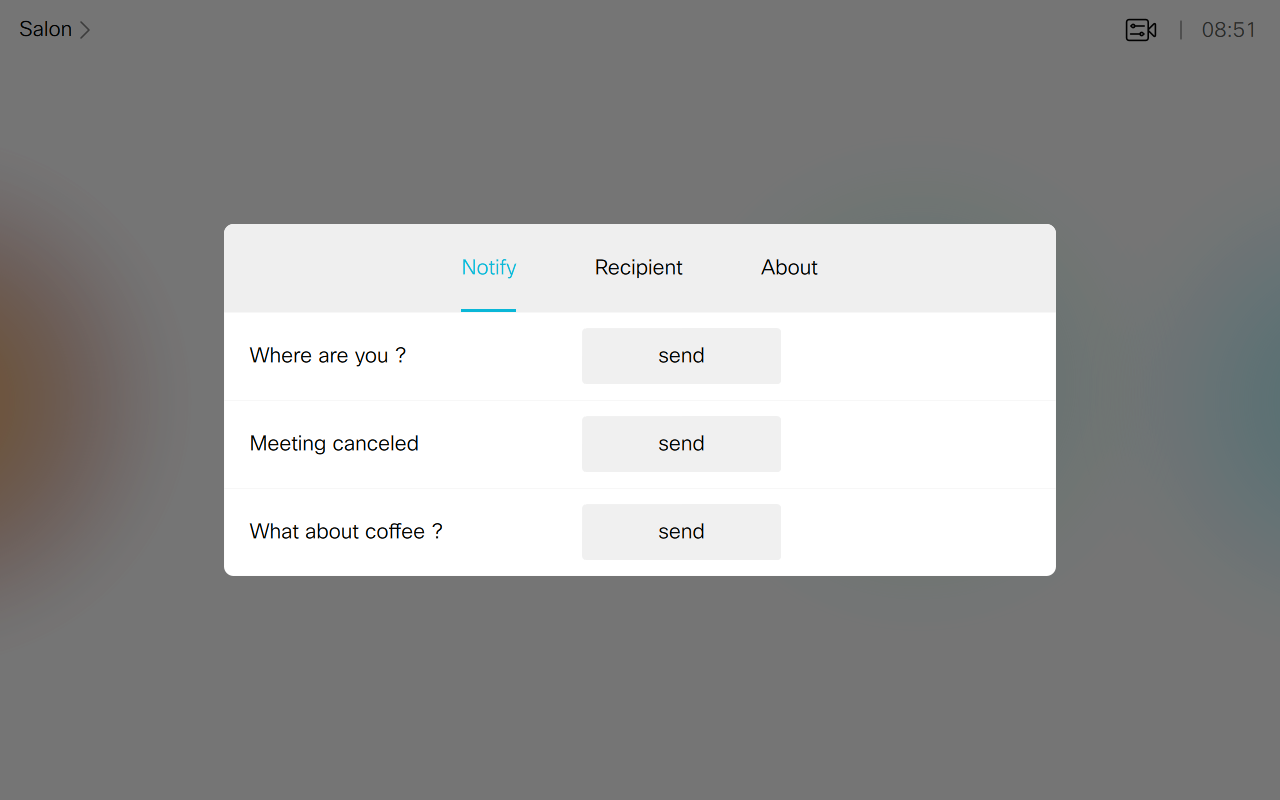 Salon
| 08:51
Notify Recipient About
Where are you ? send
Meeting canceled send
What about coffee ? send